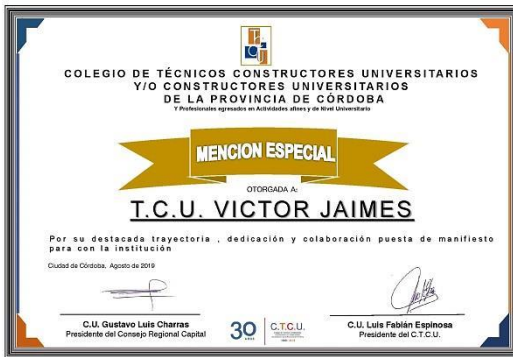 COLEGIO DE TÉCNICOS CONSTRUCTORES UNIVERSITARIOS
Y/O CONSTRUCTORES UNIVERSITARIOS
DE LA PROVINCIA DE CÓRDOBA
Y Profesionales egresados en Actividades afines y de Nivel Universitario
MENCION ESPECIAL
OTORGADA A:
T.C.U. VICTOR JAIMES
Por su destacada trayectoria , dedicación y colaboración puesta de manifiesto
para con la institución
Ciudad de Córdoba, Agosto de 2019
C.U. Gustavo Luis Charras
Presidente del Consejo Regional Capital
30
AÑOS
C.T.C.U.
C.U. Luis Fabián Espinosa
Presidente del C.T.C.U.